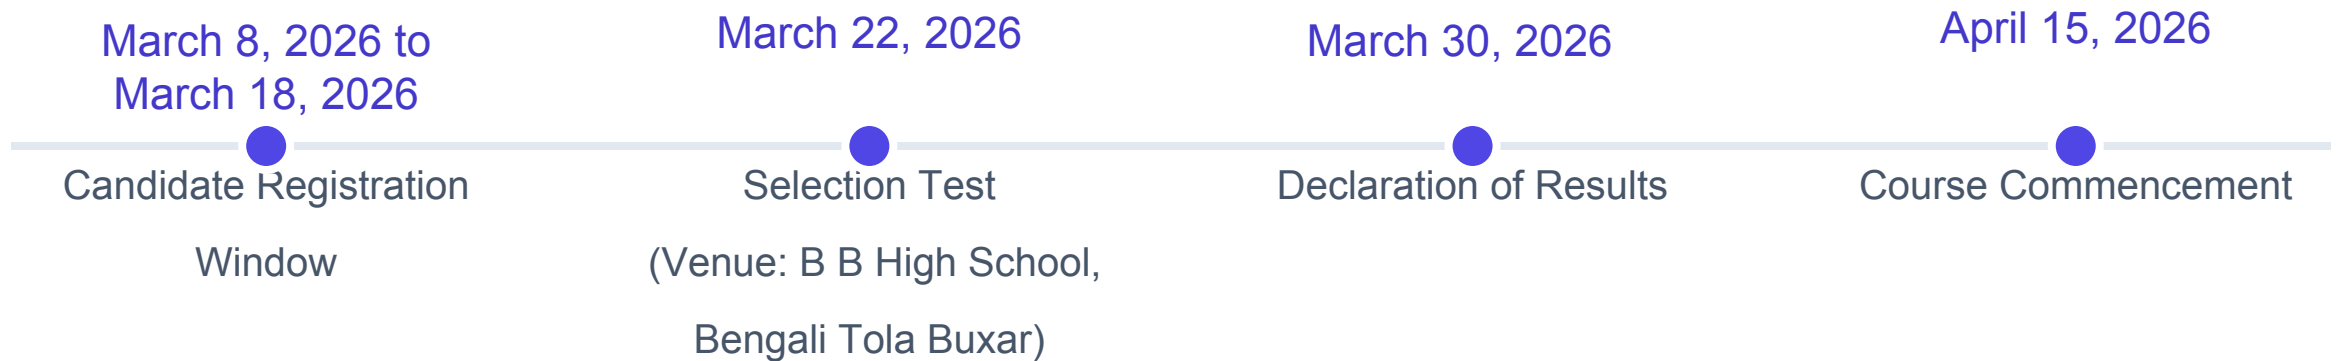 March 8, 2026 to
March 18, 2026
Candidate Registration
Window
March 22, 2026
Selection Test
(Venue: B B High School,
Bengali Tola Buxar)
March 30, 2026
Declaration of Results
April 15, 2026
Course Commencement